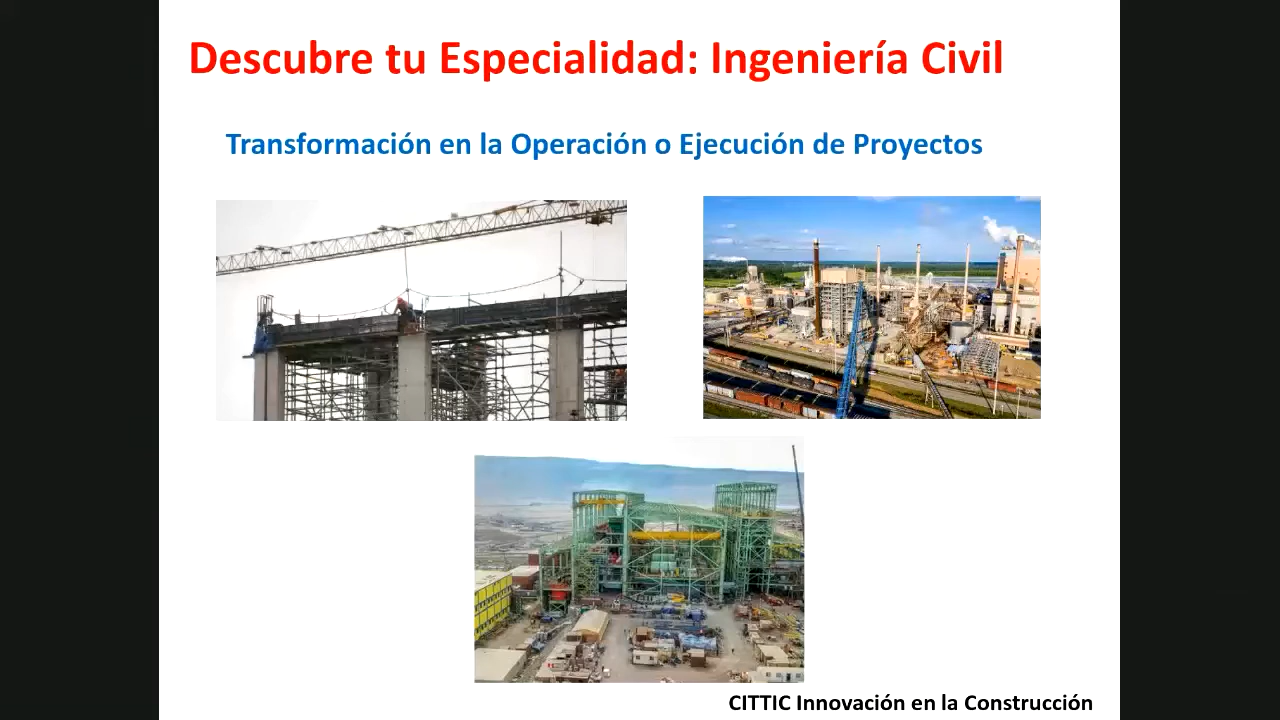 Descubre tu Especialidad: Ingeniería Civil
Transformación en la Operación o Ejecución de Proyectos
CITTIC Innovación en la Construcción